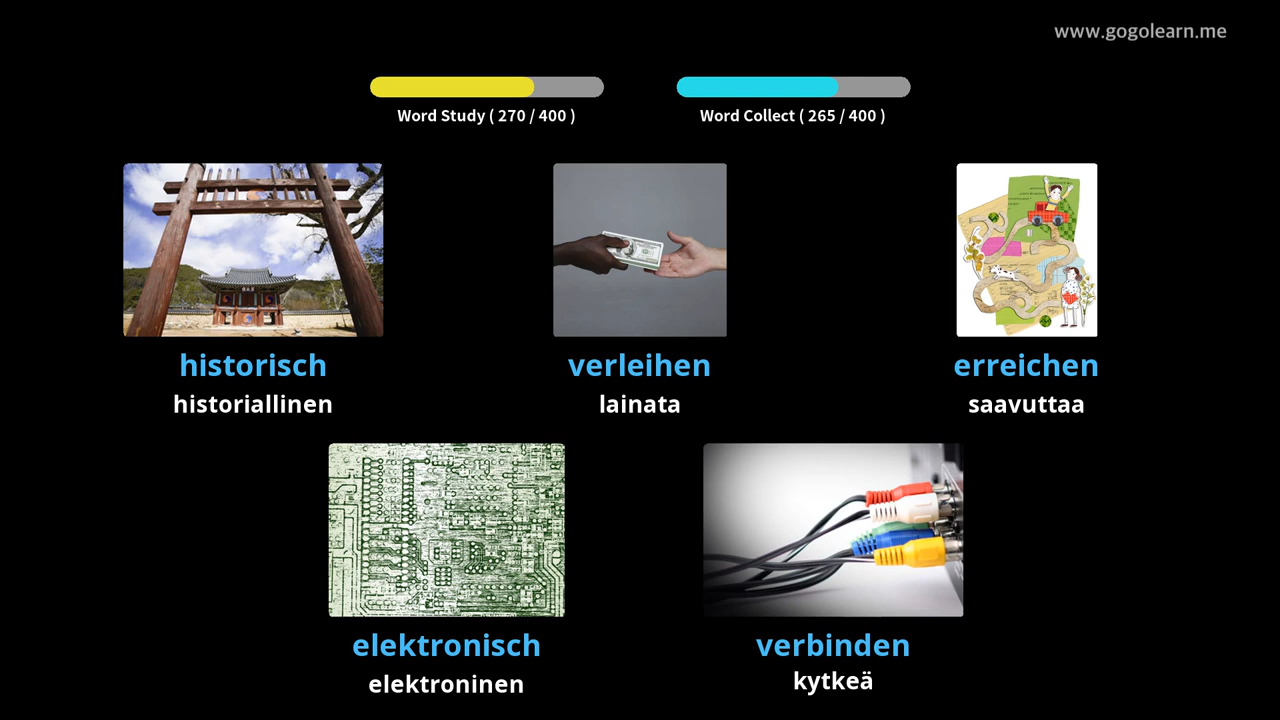 www.gogolearn.me
Word Study ( 270 / 400 )
Word Collect ( 265 / 400 )
historisch
historiallinen
verleihen
lainata
erreichen
saavuttaa
elektronisch
elektroninen
verbinden
kytkeä